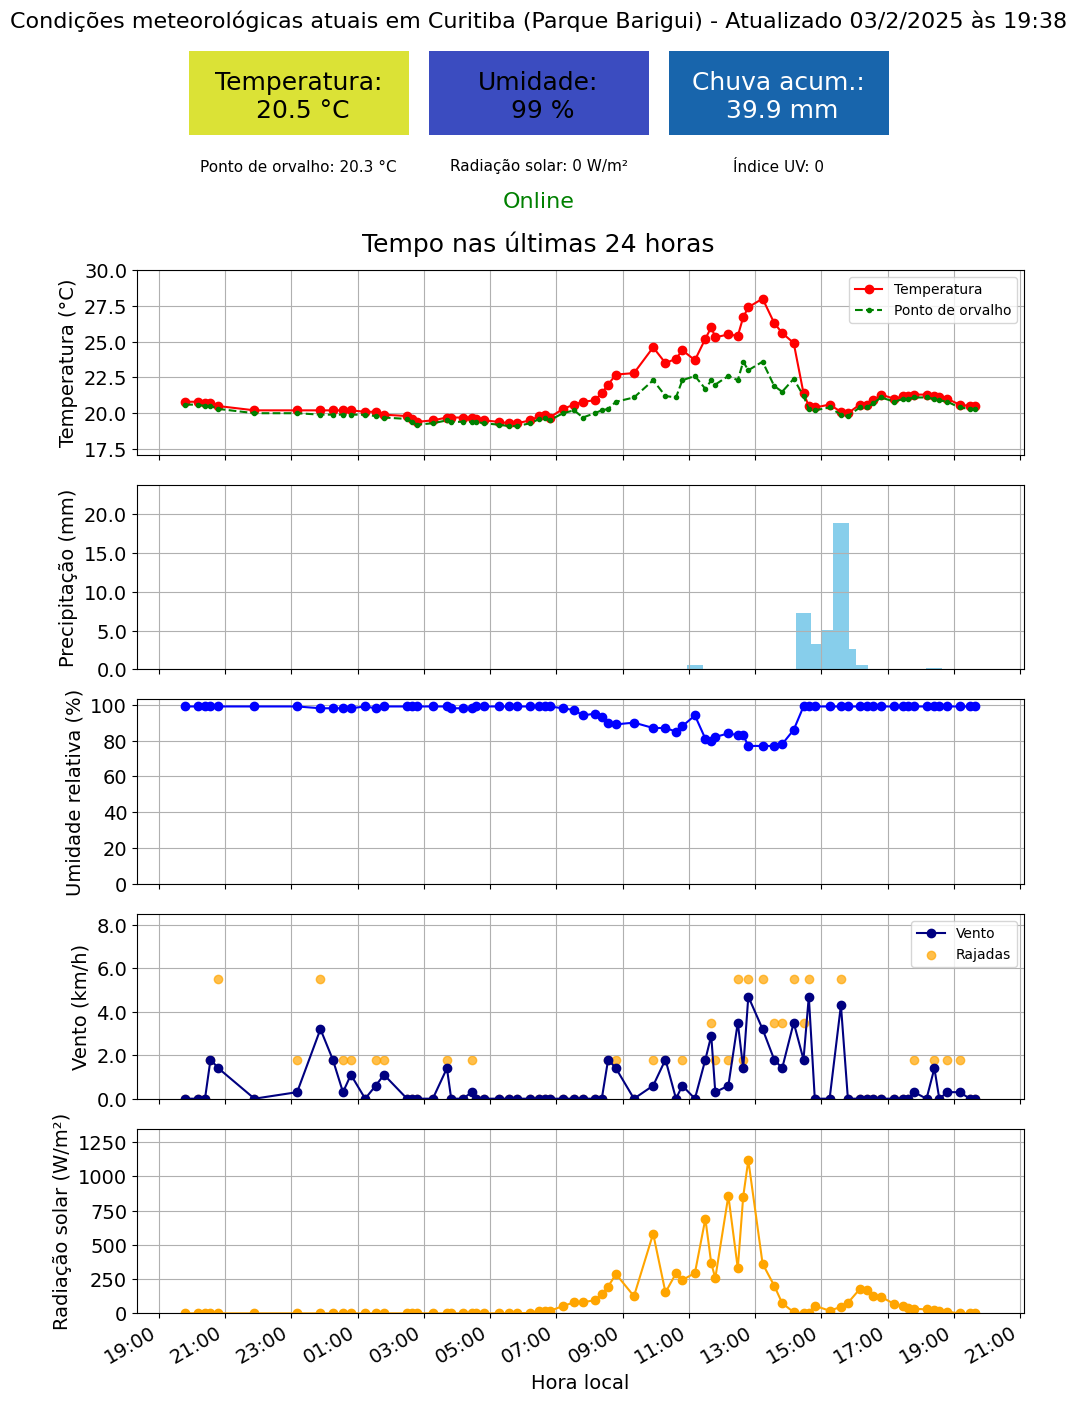 Condições meteorológicas atuais em Curitiba (Parque Barigui) - Atualizado 03/2/2025 às 19:38
Temperatura:
20.5 °C
Umidade:
99 %
Chuva acum.:
39.9 mm
Ponto de orvalho: 20.3 °C
Radiação solar: 0 W/m²
Índice UV: 0
Online
Tempo nas últimas 24 horas
Temperatura (°C)
30.0
27.5
25.0
22.5
20.0
17.5
Temperatura
Ponto de orvalho
Precipitação (mm)
20.0
15.0
10.0
5.0
0.0
Umidade relativa (%)
100
80
60
40
20
0
Vento (km/h)
8.0
6.0
4.0
2.0
0.0
Vento
Rajadas
Radiação solar (W/m²)
1250
1000
750
500
250
0
19:00
21:00
23:00
01:00
03:00
05:00
07:00
09:00
11:00
13:00
15:00
17:00
19:00
21:00
Hora local